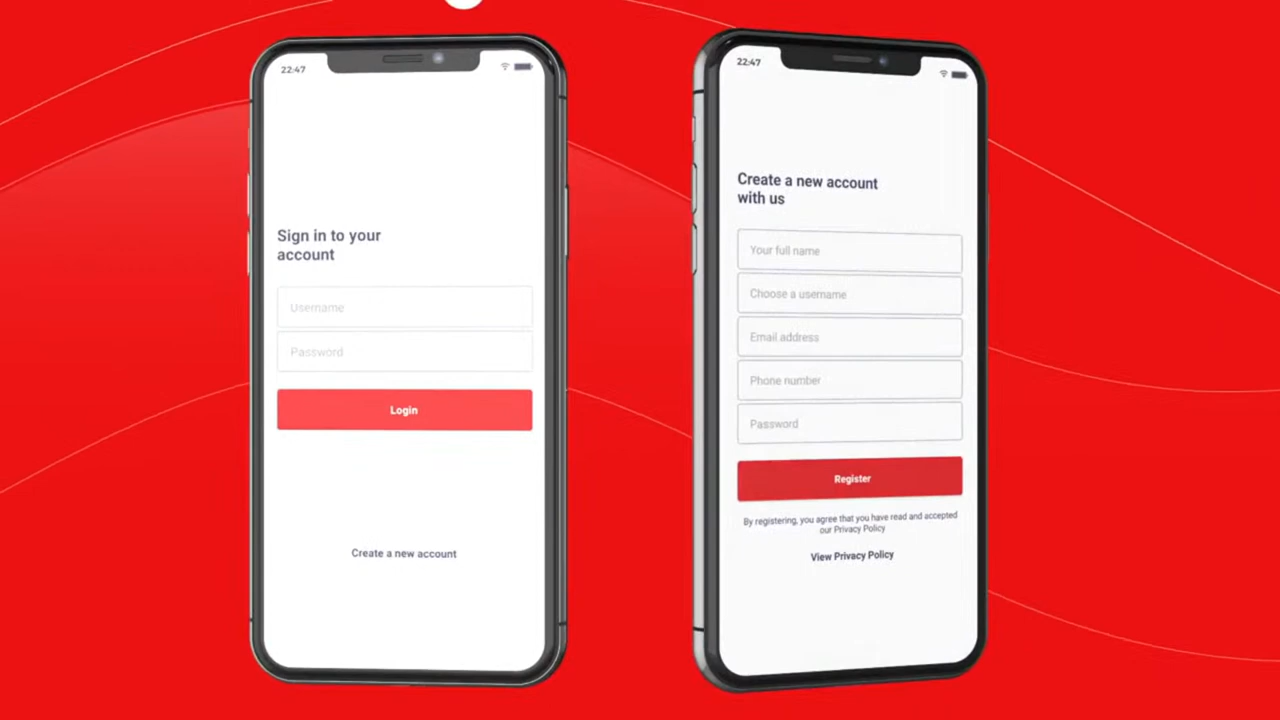 22:47
Sign in to your
account
Username
Password
Login
Create a new account
22:47
Create a new account
with us
Your full name
Choose a username
Email address
Phone number
Password
Register
By registering, you agree that you have read and accepted
our Privacy Policy
View Privacy Policy